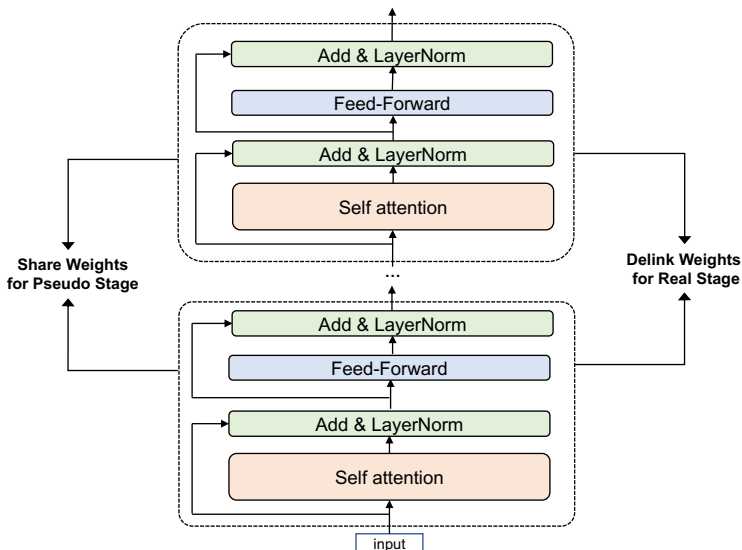 Add & LayerNorm
Feed-Forward
Add & LayerNorm
Self attention
Share Weights
for Pseudo Stage
Delink Weights
for Real Stage
...
Add & LayerNorm
Feed-Forward
Add & LayerNorm
Self attention
input